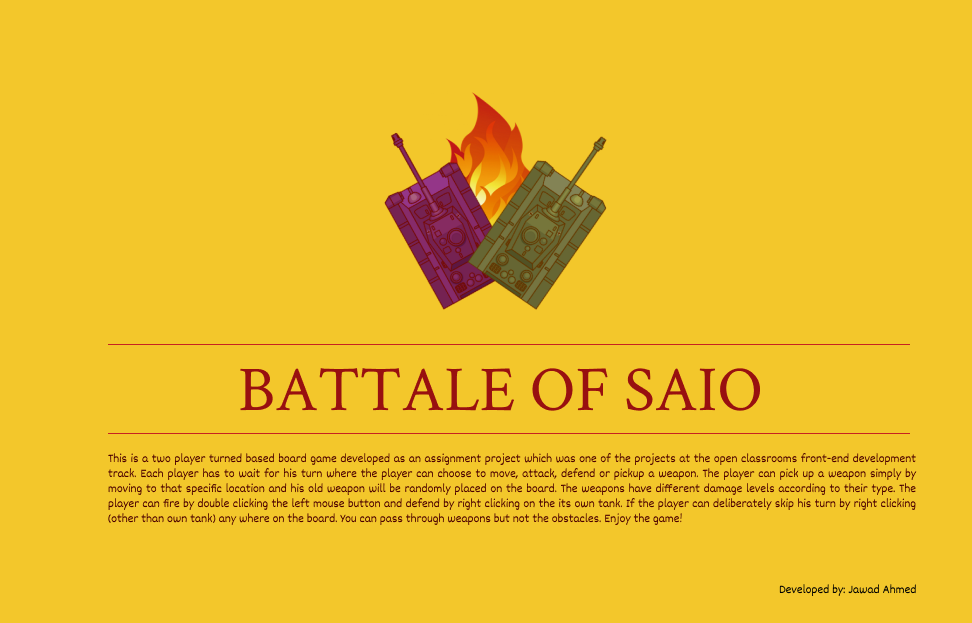 BATTALE OF SAIO
This is a two player turned based board game developed as an assignment project which was one of the projects at the open classrooms front-end development
track. Each player has to wait for his turn where the player can choose to move, attack, defend or pickup a weapon. The player can pick up a weapon simply by
moving to that specific location and his old weapon will be randomly placed on the board. The weapons have different damage levels according to their type. The
player can fire by double clicking the left mouse button and defend by right clicking on the its own tank. If the player can deliberately skip his turn by right clicking
(other than own tank) any where on the board. You can pass through weapons but not the obstacles. Enjoy the game!
Developed by: Jawad Ahmed